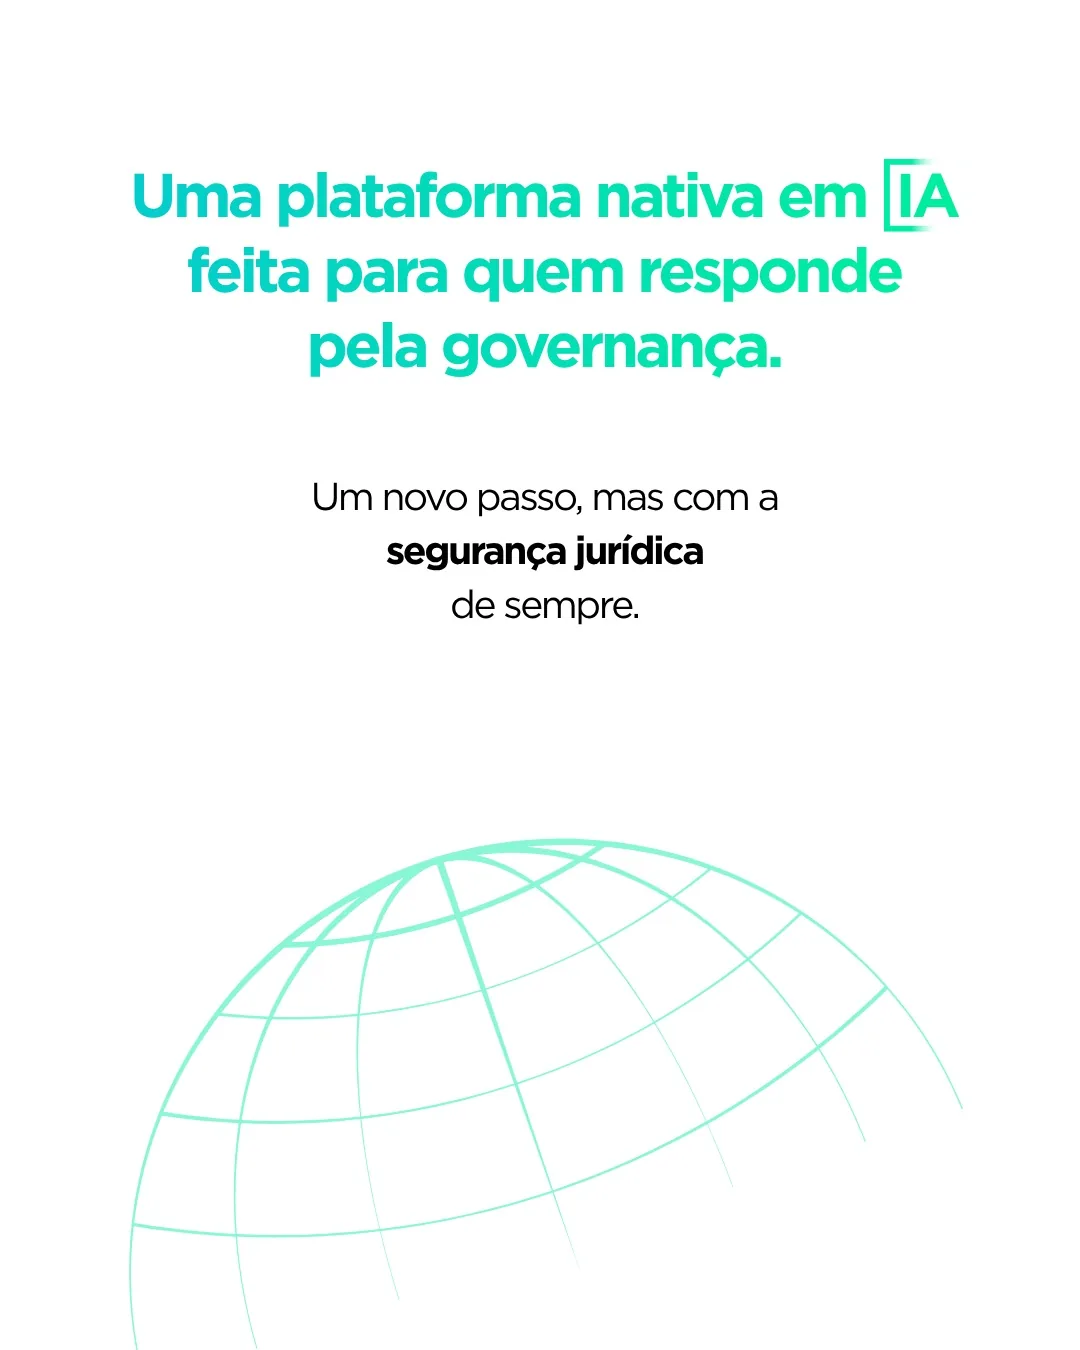 Uma plataforma nativa em IA
feita para quem responde
pela governança.
Um novo passo, mas com a
segurança jurídica
de sempre.